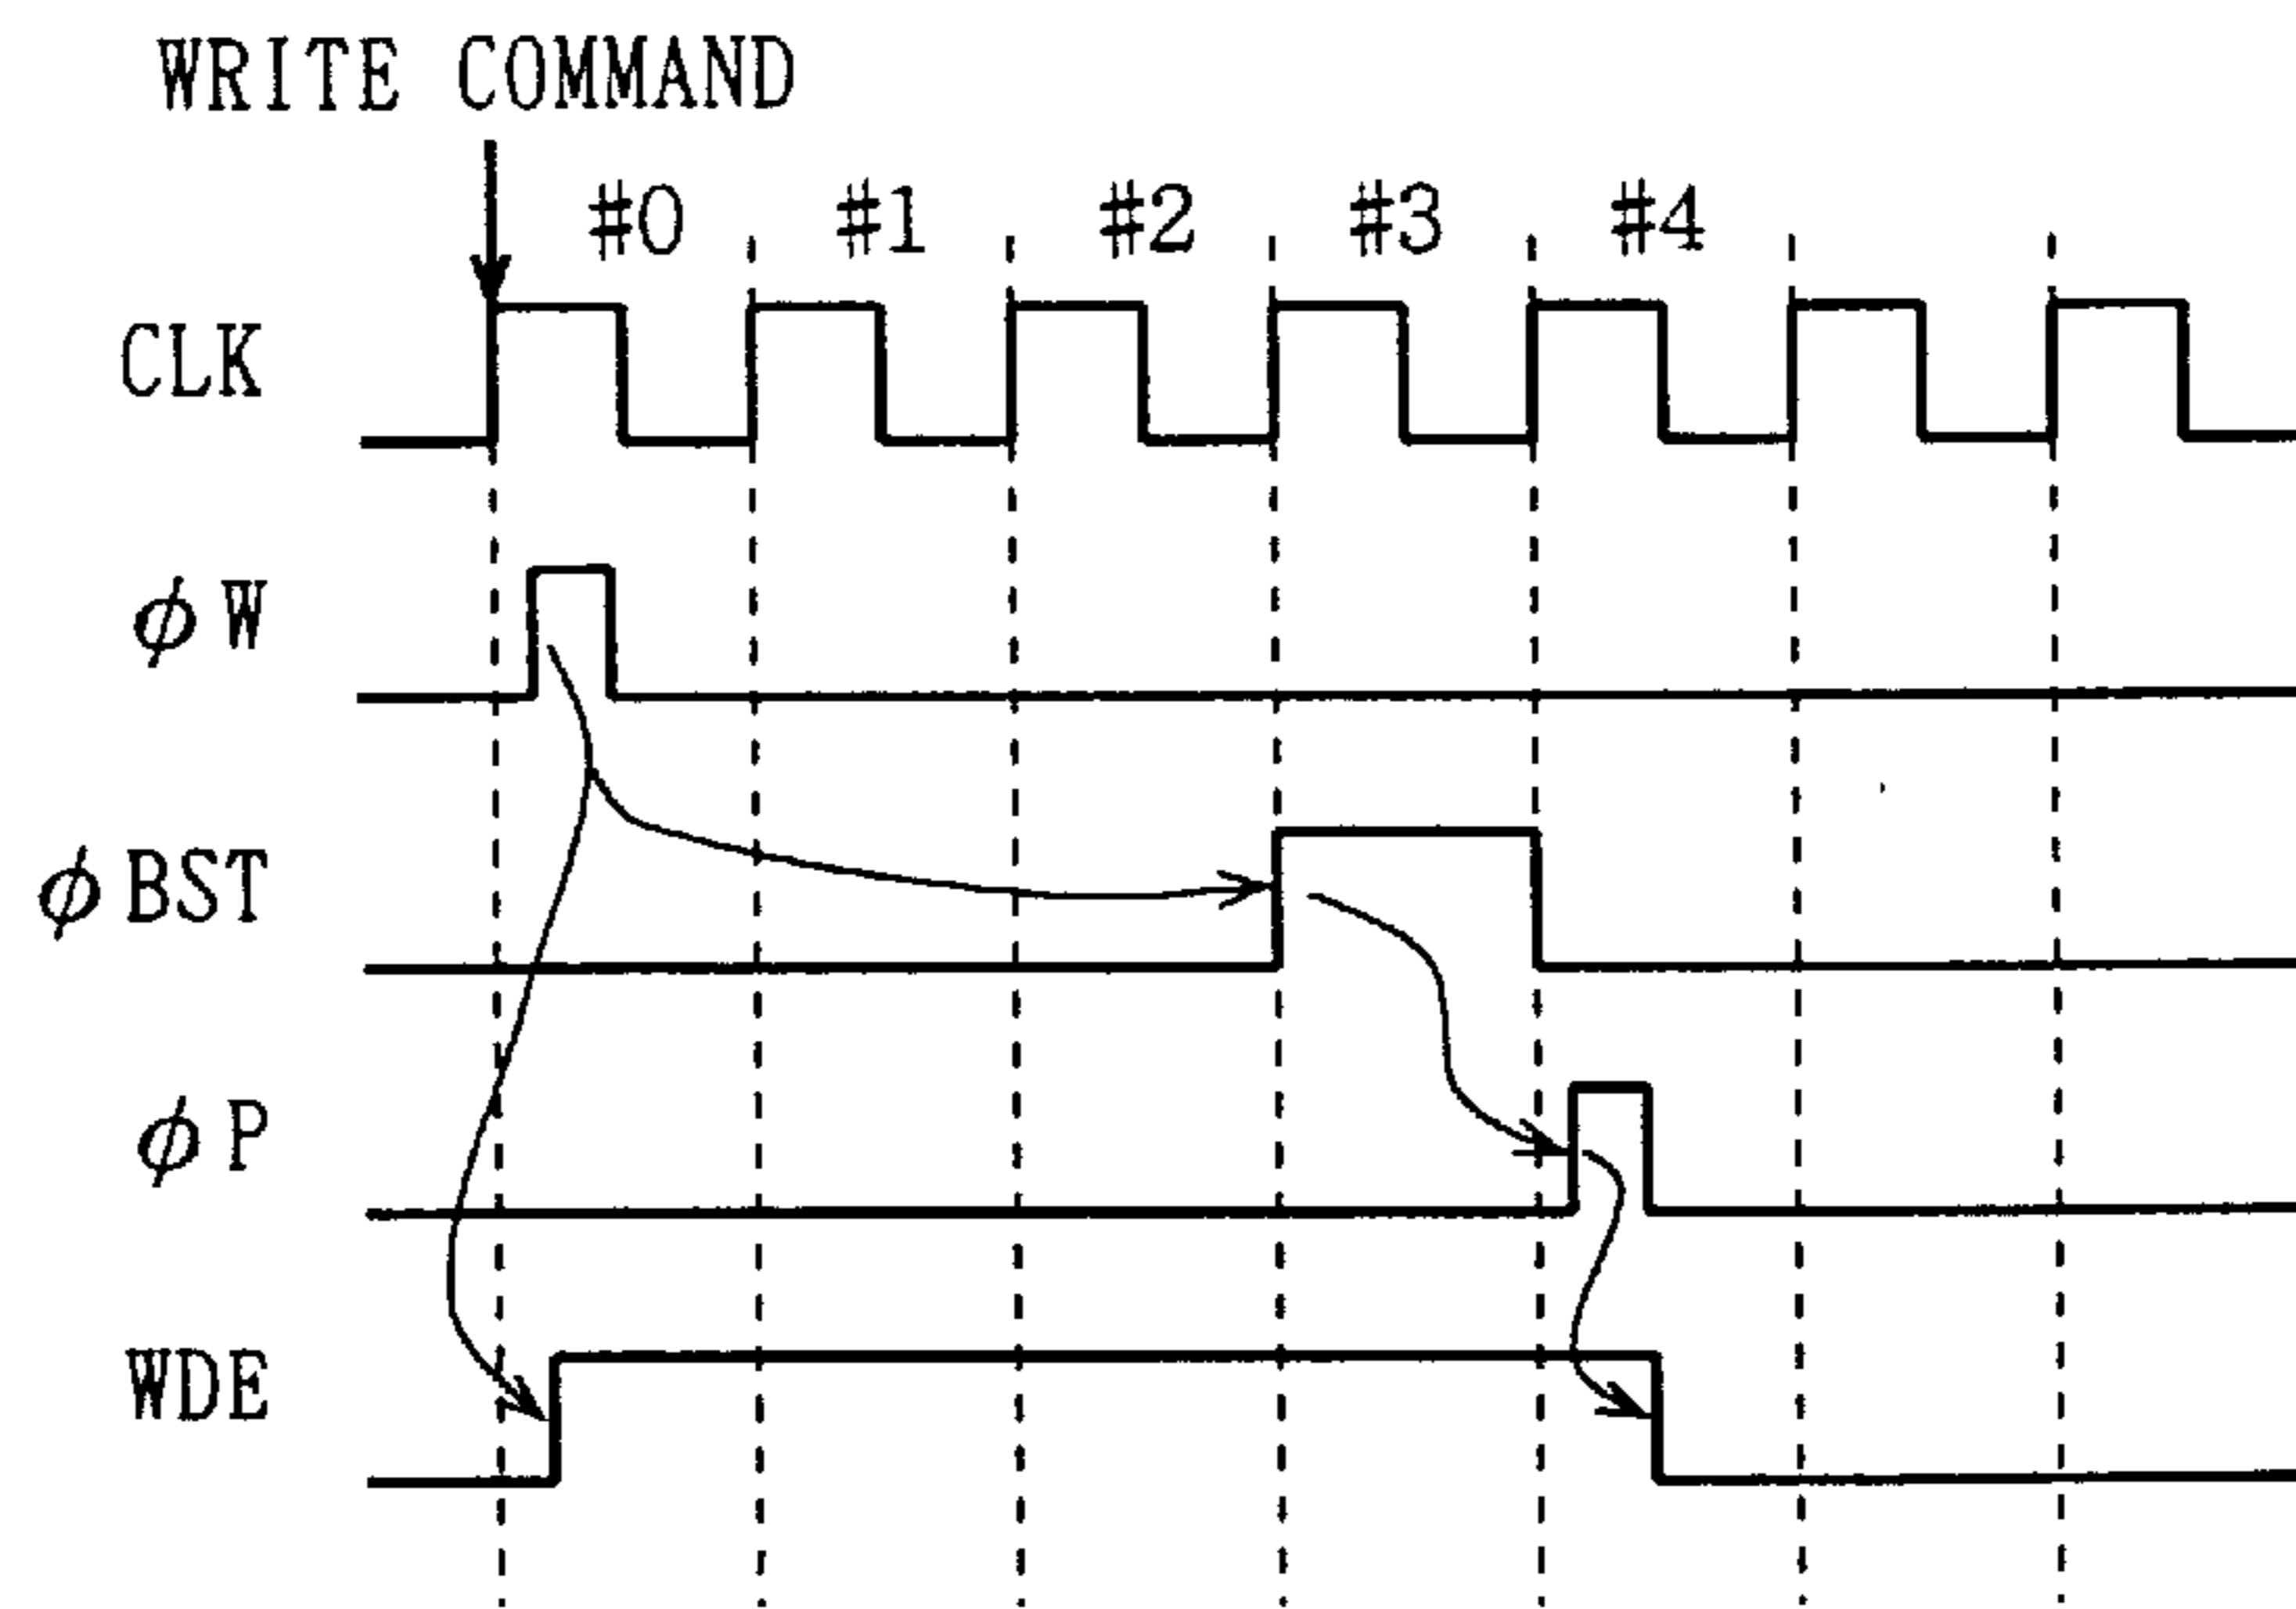 WRITE COMMAND
#0 #1 #2 #3 #4
CLK
φW
φBST
φP
WDE